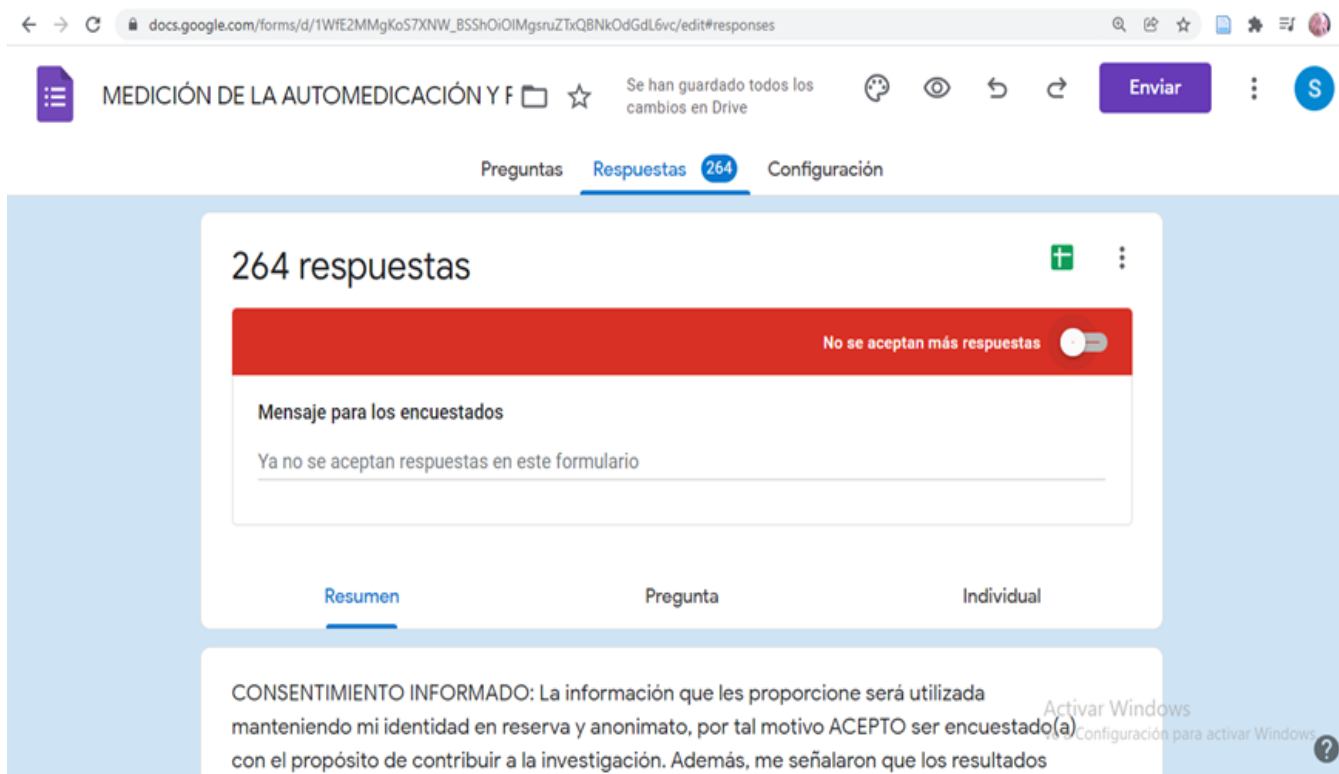 docs.google.com/forms/d/1WfE2MMgKoS7XNW_BSShOiOIMgsruZTxQBNkOdGdL6vc/edit#responses
MEDICIÓN DE LA AUTOMEDICACIÓN Y F
Se han guardado todos los
cambios en Drive
Enviar
S
Preguntas Respuestas 264 Configuración
264 respuestas
No se aceptan más respuestas
Mensaje para los encuestados
Ya no se aceptan respuestas en este formulario
Resumen Pregunta Individual
CONSENTIMIENTO INFORMADO: La información que les proporcione será utilizada
manteniendo mi identidad en reserva y anonimato, por tal motivo ACEPTO ser encuestado(a)
con el propósito de contribuir a la investigación. Además, me señalaron que los resultados
Activar Windows
Configuración para activar Windows.